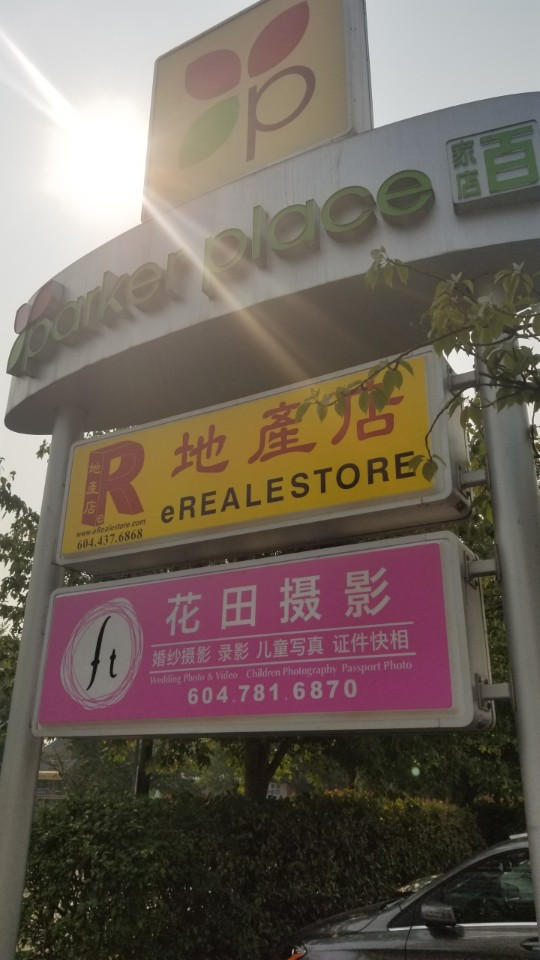 p
parker place
百
家店
地產店
eREALESTORE
R
地產店
e
www.eRealestore.com
604.437.6868
花田摄影
ft
婚纱摄影 录影 儿童写真 证件快相
Wedding Photo & Video Children Photography Passport Photo
604.781.6870